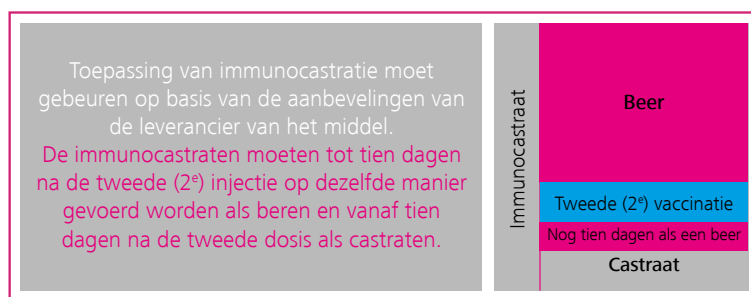 Toepassing van immunocastratie moet
gebeuren op basis van de aanbevelingen van
de leverancier van het middel.
De immunocastraten moeten tot tien dagen
na de tweede (2ᵉ) injectie op dezelfde manier
gevoerd worden als beren en vanaf tien
dagen na de tweede dosis als castraten.
Immunocastraat
Beer
Tweede (2ᵉ) vaccinatie
Nog tien dagen als een beer
Castraat